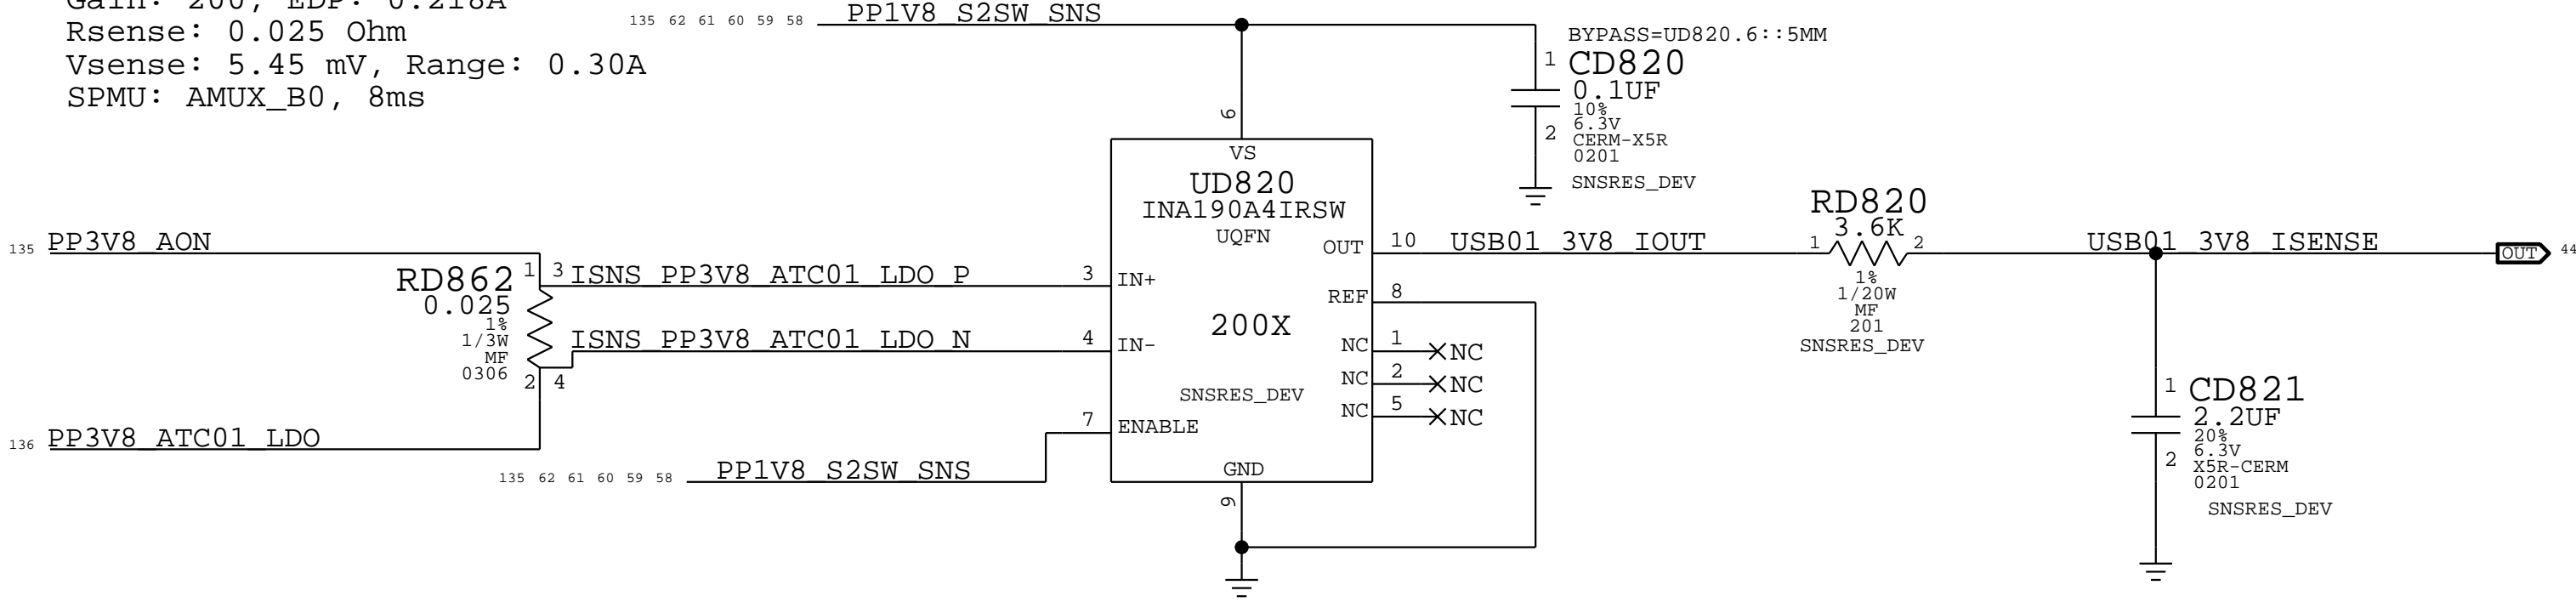 Gain: 200, EDP: 0.218A
Rsense: 0.025 Ohm
Vsense: 5.45 mV, Range: 0.30A
SPMU: AMUX_B0, 8ms
135 62 61 60 59 58 PP1V8_S2SW_SNS
BYPASS=UD820.6::5MM
1 CD820
0.1UF
10%
6.3V
2 CERM-X5R
0201
SNSRES_DEV
6
VS
UD820
INA190A4IRSW
UQFN
200X
SNSRES_DEV
GND
9
135 PP3V8_AON
RD862 1 3
0.025
1%
1/3W
MF
0306 2 4
136 PP3V8_ATC01_LDO
ISNS_PP3V8_ATC01_LDO_P 3 IN+
ISNS_PP3V8_ATC01_LDO_N 4 IN-
7 ENABLE
135 62 61 60 59 58 PP1V8_S2SW_SNS
OUT 10 USB01_3V8_IOUT
REF 8
NC 1 NC
NC 2 NC
NC 5 NC
RD820
1 3.6K 2
1%
1/20W
MF
201
SNSRES_DEV
USB01_3V8_ISENSE OUT 44
1 CD821
2.2UF
20%
6.3V
2 X5R-CERM
0201
SNSRES_DEV